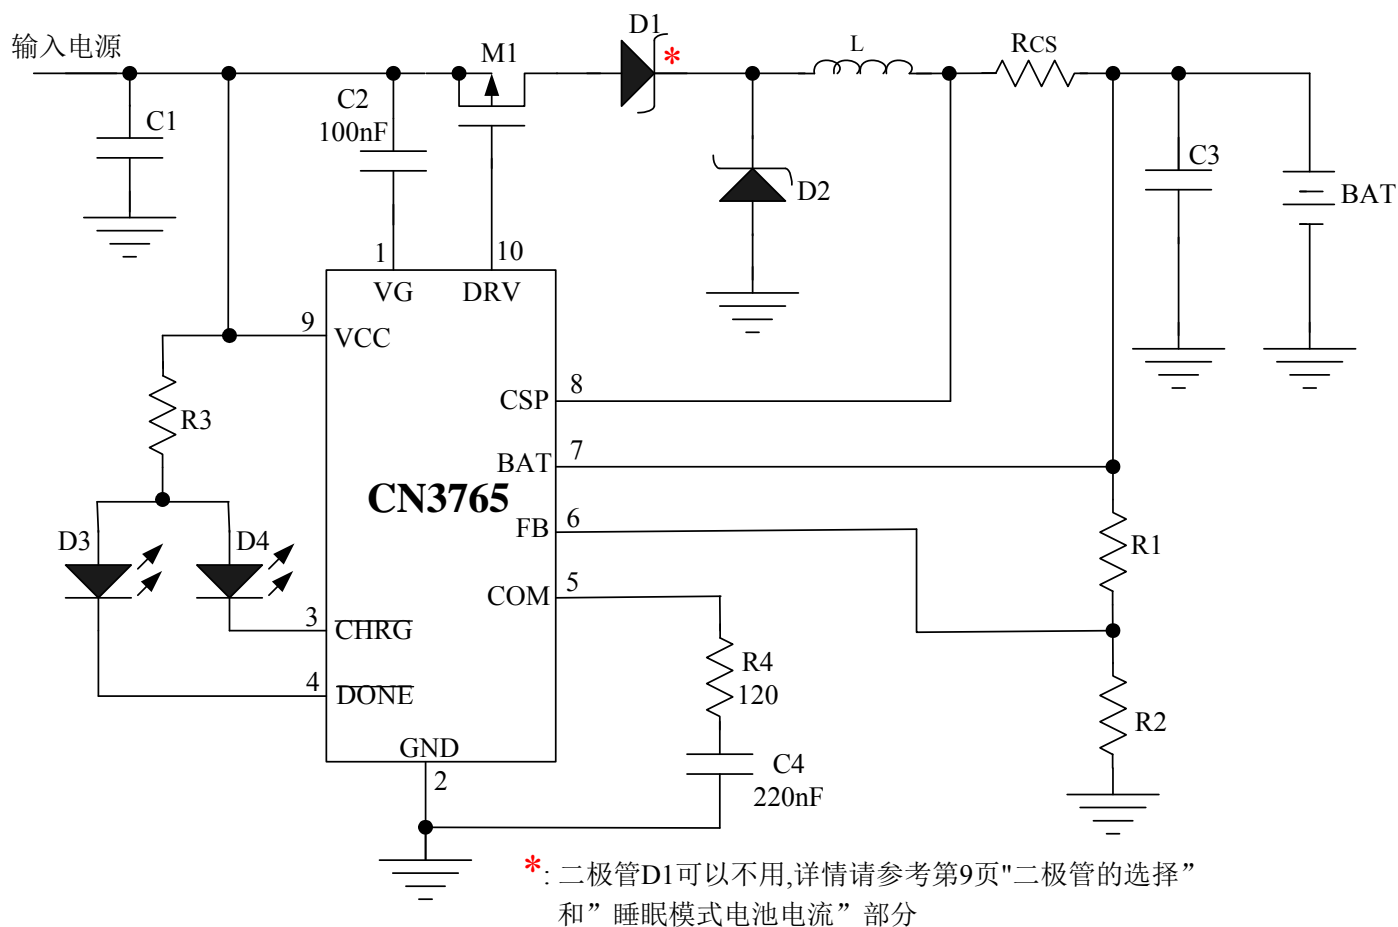 输入电源
D1
*
L
RCS
M1
C1
C2
100nF
C3
D2
BAT
1
10
VG
DRV
9
VCC
8
CSP
R3
7
BAT
CN3765
6
FB
D3
D4
R1
5
COM
3
CHRG
R4
120
4
DONE
R2
GND
2
C4
220nF
*: 二极管D1可以不用,详情请参考第9页"二极管的选择”
和”睡眠模式电池电流”部分